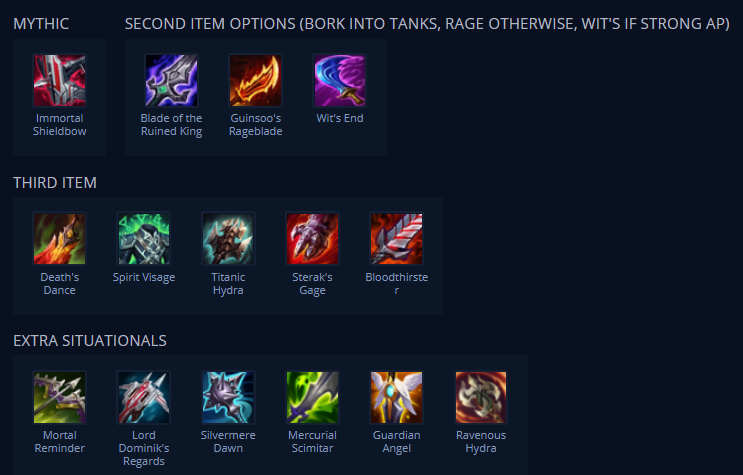 MYTHIC
SECOND ITEM OPTIONS (BORK INTO TANKS, RAGE OTHERWISE, WIT'S IF STRONG AP)
Immortal
Shieldbow
Blade of the
Ruined King
Guinsoo's
Rageblade
Wit's End
THIRD ITEM
Death's
Dance
Spirit Visage
Titanic
Hydra
Sterak's
Gage
Bloodthirste
r
EXTRA SITUATIONALS
Mortal
Reminder
Lord
Dominik's
Regards
Silvermere
Dawn
Mercurial
Scimitar
Guardian
Angel
Ravenous
Hydra